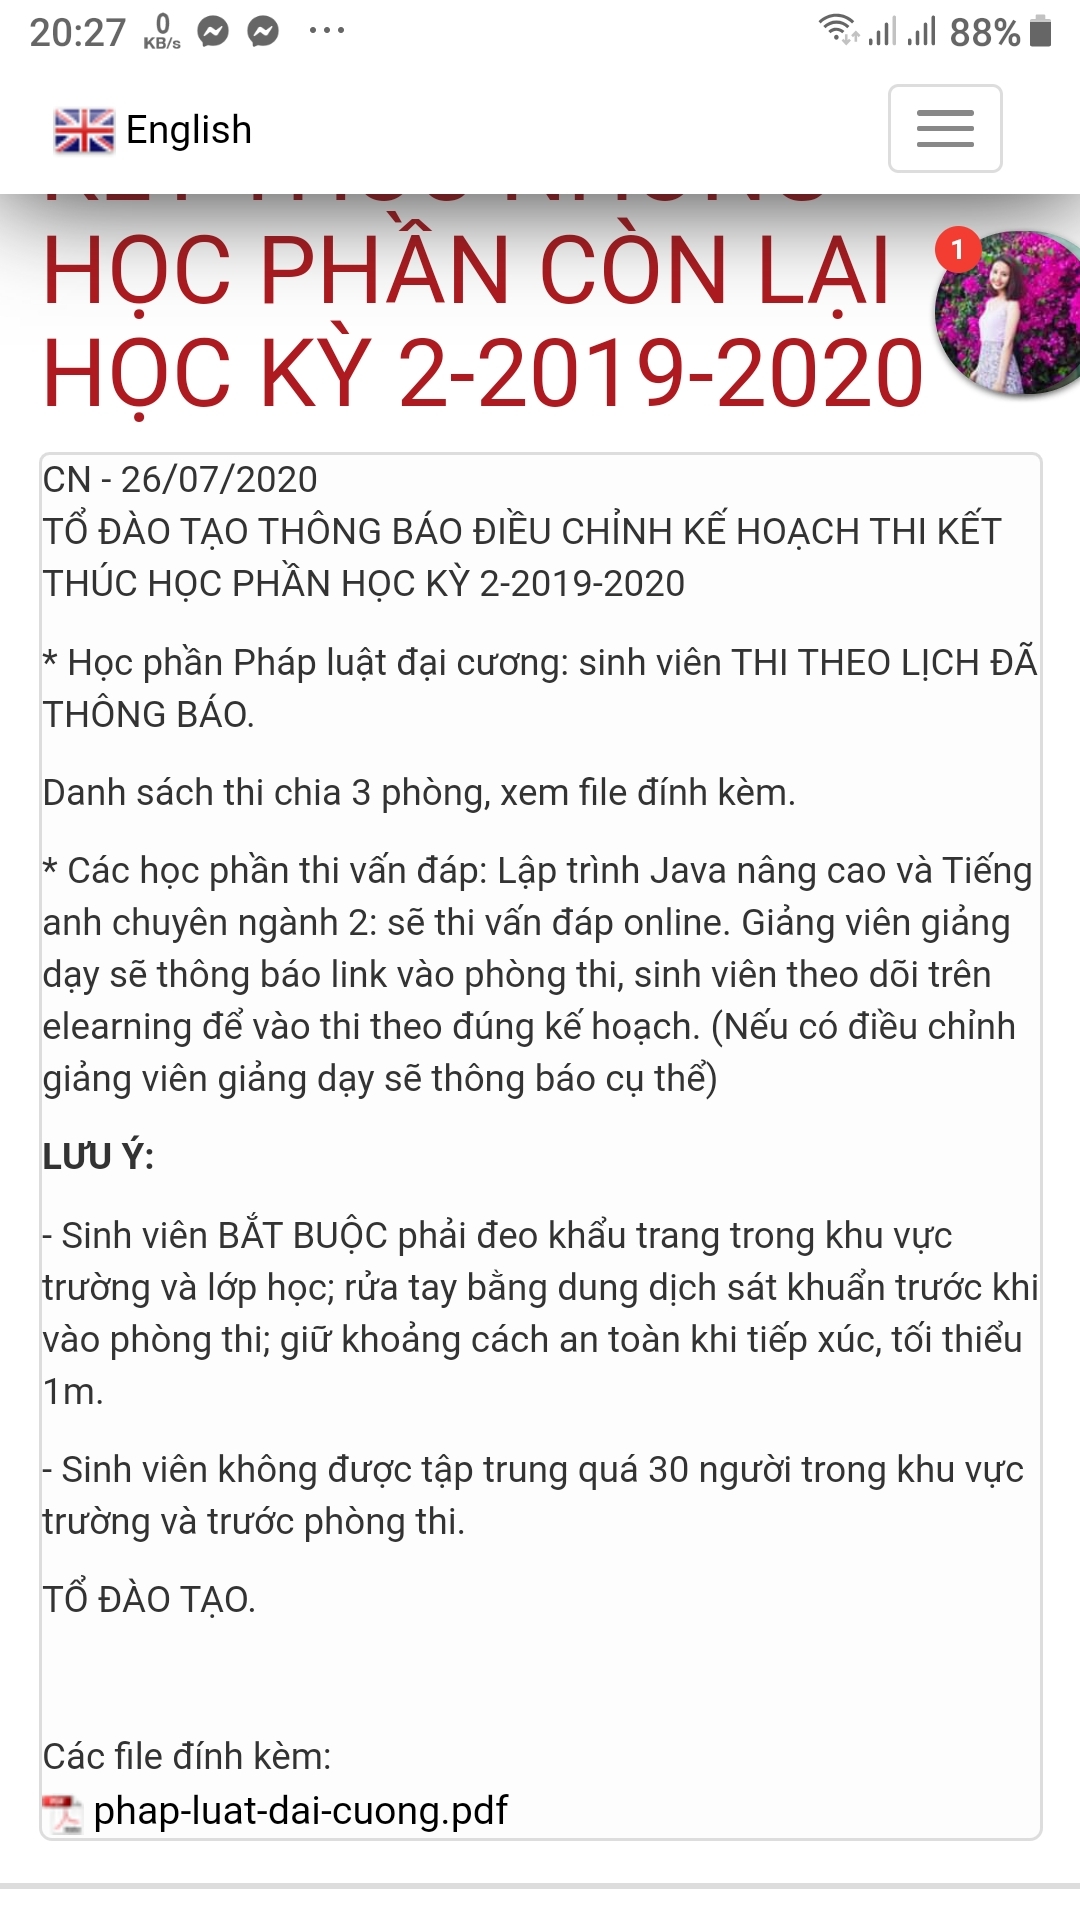 20:27
0
KB/s
88%
English
HỌC PHẦN CÒN LẠI
HỌC KỲ 2-2019-2020
1
CN - 26/07/2020
TỔ ĐÀO TẠO THÔNG BÁO ĐIỀU CHỈNH KẾ HOẠCH THI KẾT
THÚC HỌC PHẦN HỌC KỲ 2-2019-2020
* Học phần Pháp luật đại cương: sinh viên THI THEO LỊCH ĐÃ
THÔNG BÁO.
Danh sách thi chia 3 phòng, xem file đính kèm.
* Các học phần thi vấn đáp: Lập trình Java nâng cao và Tiếng
anh chuyên ngành 2: sẽ thi vấn đáp online. Giảng viên giảng
dạy sẽ thông báo link vào phòng thi, sinh viên theo dõi trên
elearning để vào thi theo đúng kế hoạch. (Nếu có điều chỉnh
giảng viên giảng dạy sẽ thông báo cụ thể)
LƯU Ý:
- Sinh viên BẮT BUỘC phải đeo khẩu trang trong khu vực
trường và lớp học; rửa tay bằng dung dịch sát khuẩn trước khi
vào phòng thi; giữ khoảng cách an toàn khi tiếp xúc, tối thiểu
1m.
- Sinh viên không được tập trung quá 30 người trong khu vực
trường và trước phòng thi.
TỔ ĐÀO TẠO.
Các file đính kèm:
phap-luat-dai-cuong.pdf